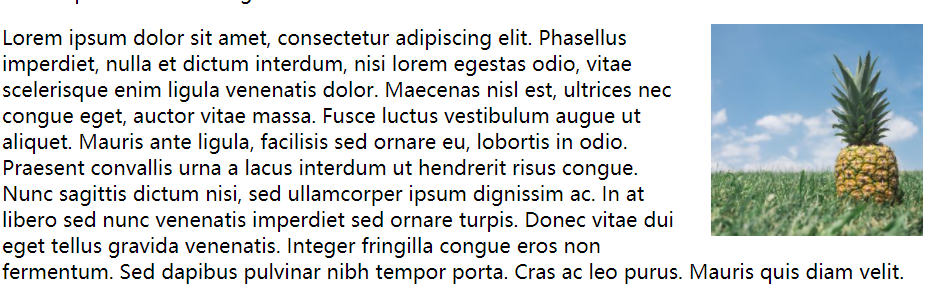 Lorem ipsum dolor sit amet, consectetur adipiscing elit. Phasellus
imperdiet, nulla et dictum interdum, nisi lorem egestas odio, vitae
scelerisque enim ligula venenatis dolor. Maecenas nisl est, ultrices nec
congue eget, auctor vitae massa. Fusce luctus vestibulum augue ut
aliquet. Mauris ante ligula, facilisis sed ornare eu, lobortis in odio.
Praesent convallis urna a lacus interdum ut hendrerit risus congue.
Nunc sagittis dictum nisi, sed ullamcorper ipsum dignissim ac. In at
libero sed nunc venenatis imperdiet sed ornare turpis. Donec vitae dui
eget tellus gravida venenatis. Integer fringilla congue eros non
fermentum. Sed dapibus pulvinar nibh tempor porta. Cras ac leo purus. Mauris quis diam velit.